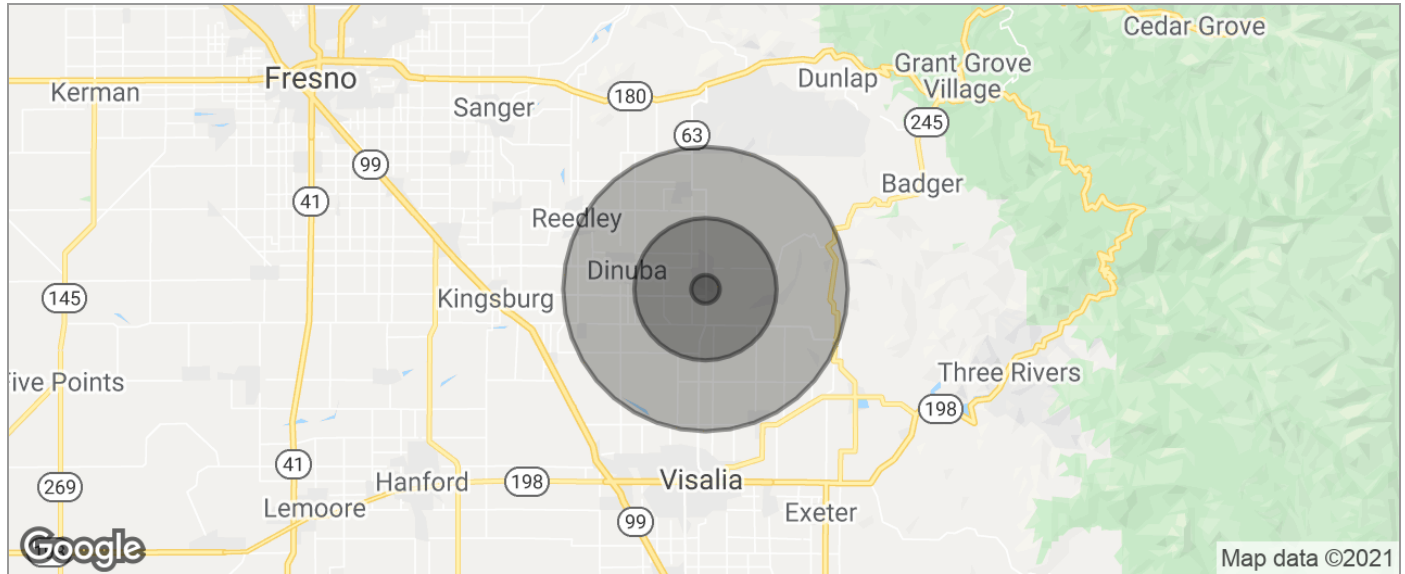 Cedar Grove
Grant Grove
Village
Dunlap
Fresno
Kerman
Sanger
180
245
63
99
Badger
41
Reedley
Dinuba
Kingsburg
145
Five Points
Three Rivers
198
41
Hanford
198
Visalia
269
Lemoore
Exeter
99
Google
Map data ©2021